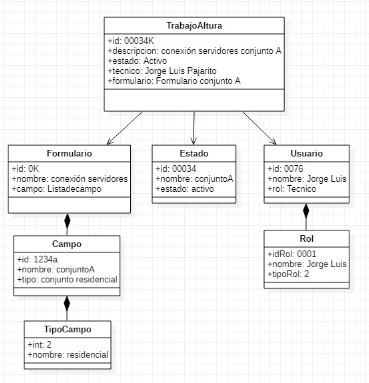 TrabajoAltura
+id: 00034K
+descripcion: conexión servidores conjunto A
+estado: Activo
+tecnico: Jorge Luis Pajarito
+formulario: Formulario conjunto A
Formulario
+id: 0K
+nombre: conexión servidores
+campo: Listadecampo
Estado
+id: 00034
+nombre: conjuntoA
+estado: activo
Usuario
+id: 0076
+nombre: Jorge Luis
+rol: Tecnico
Campo
+id: 1234a
+nombre: conjuntoA
+tipo: conjunto residencial
Rol
+idRol: 0001
+nombre: Jorge Luis
+tipoRol: 2
TipoCampo
+int: 2
+nombre: residencial